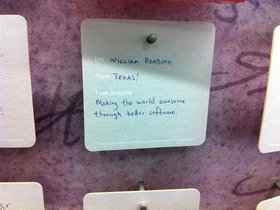 I'm WILLIAM READING
from TEXAS!
I can imagine
Making the world awesome
through better software.